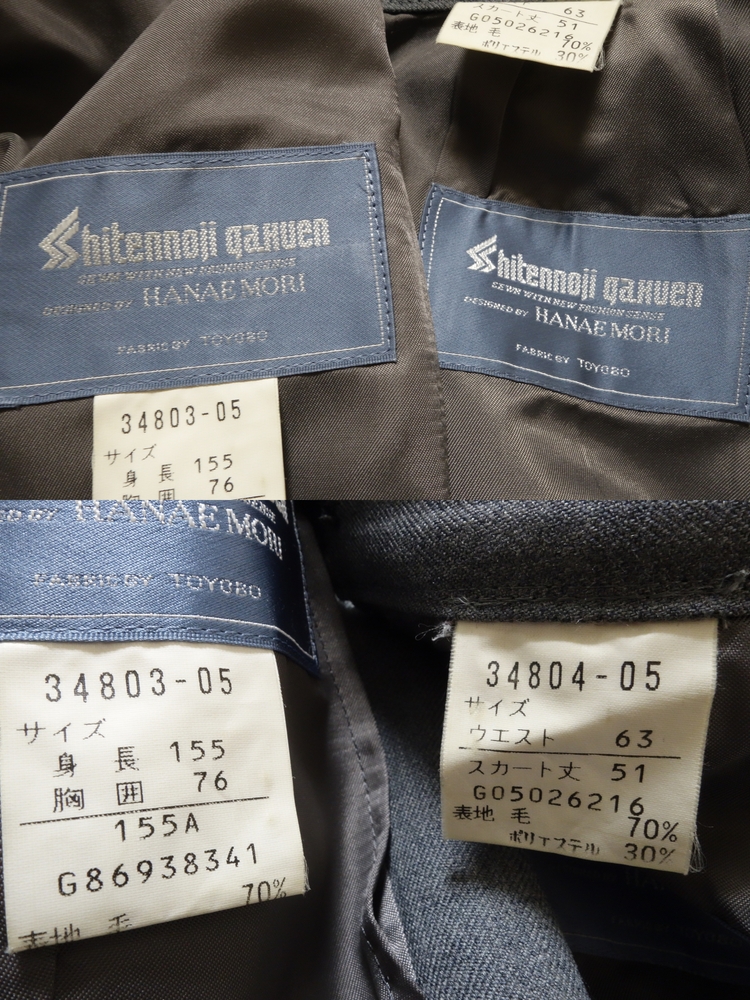 Shitennoji gakuen
SEWN WITH NEW FASHION SENSE
DESIGNED BY HANAE MORI
FABRIC BY TOYOBO
34803-05
サイズ
身長 155
胸囲 76
63
スカート丈 51
G05026216
表地 毛 70%
ポリエステル 30%
Shitennoji gakuen
SEWN WITH NEW FASHION SENSE
DESIGNED BY HANAE MORI
FABRIC BY TOYOBO
HANAE MORI
FABRIC BY TOYOBO
34803-05
サイズ
身長 155
胸囲 76
155A
G86938341
70%
表地 毛
34804-05
サイズ
ウエスト 63
スカート丈 51
G05026216
表地 毛 70%
ポリエステル 30%